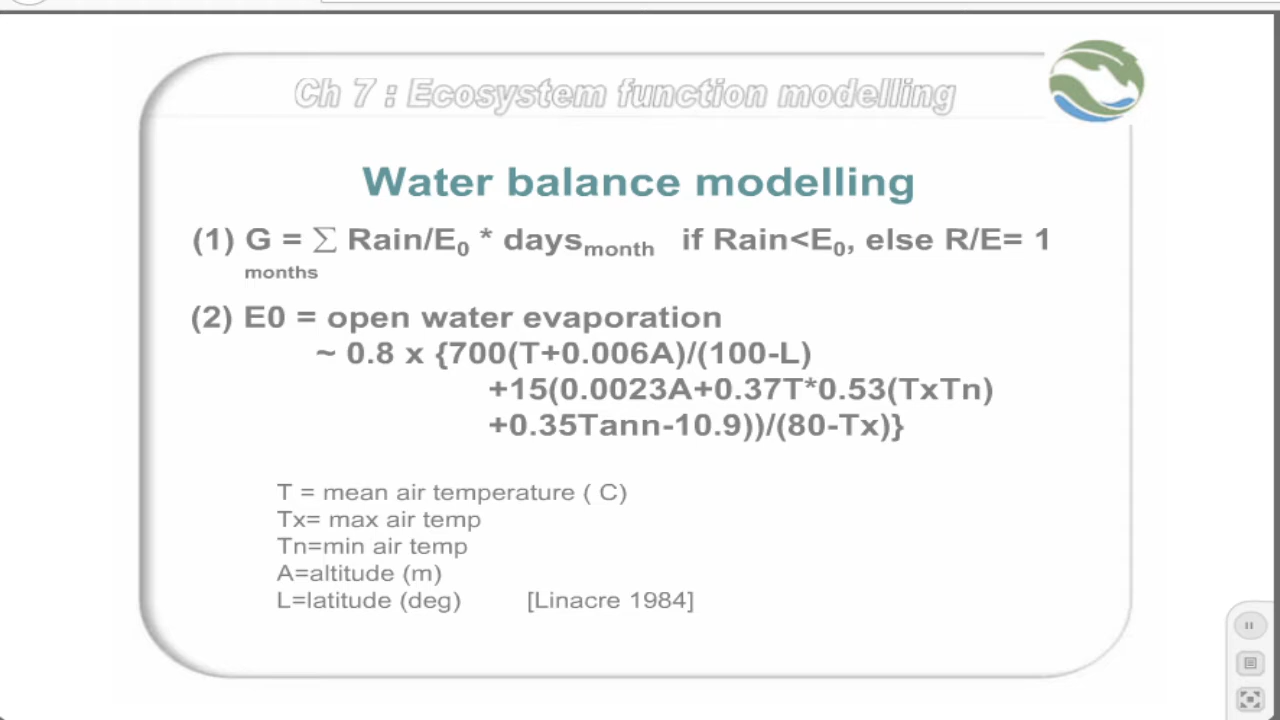 Ch 7 : Ecosystem function modelling
Water balance modelling
(1) G = ∑ Rain/E₀ * days month if Rain<E₀, else R/E= 1
months
(2) E0 = open water evaporation
~ 0.8 x {700(T+0.006A)/(100-L)
+15(0.0023A+0.37T*0.53(TxTn)
+0.35Tann-10.9))/(80-Tx)}
T = mean air temperature ( C)
Tx= max air temp
Tn=min air temp
A=altitude (m)
L=latitude (deg) [Linacre 1984]